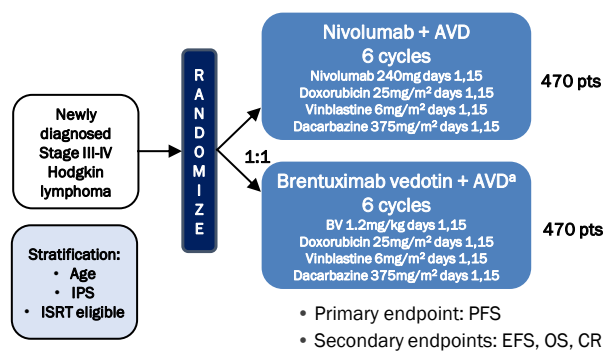 Newly
diagnosed
Stage III-IV
Hodgkin
lymphoma
Stratification:
• Age
• IPS
• ISRT eligible
R
A
N
D
O
M
I
Z
E
1:1
Nivolumab + AVD
6 cycles
Nivolumab 240mg days 1,15
Doxorubicin 25mg/m² days 1,15
Vinblastine 6mg/m² days 1,15
Dacarbazine 375mg/m² days 1,15
470 pts
Brentuximab vedotin + AVDᵃ
6 cycles
BV 1.2mg/kg days 1,15
Doxorubicin 25mg/m² days 1,15
Vinblastine 6mg/m² days 1,15
Dacarbazine 375mg/m² days 1,15
470 pts
• Primary endpoint: PFS
• Secondary endpoints: EFS, OS, CR